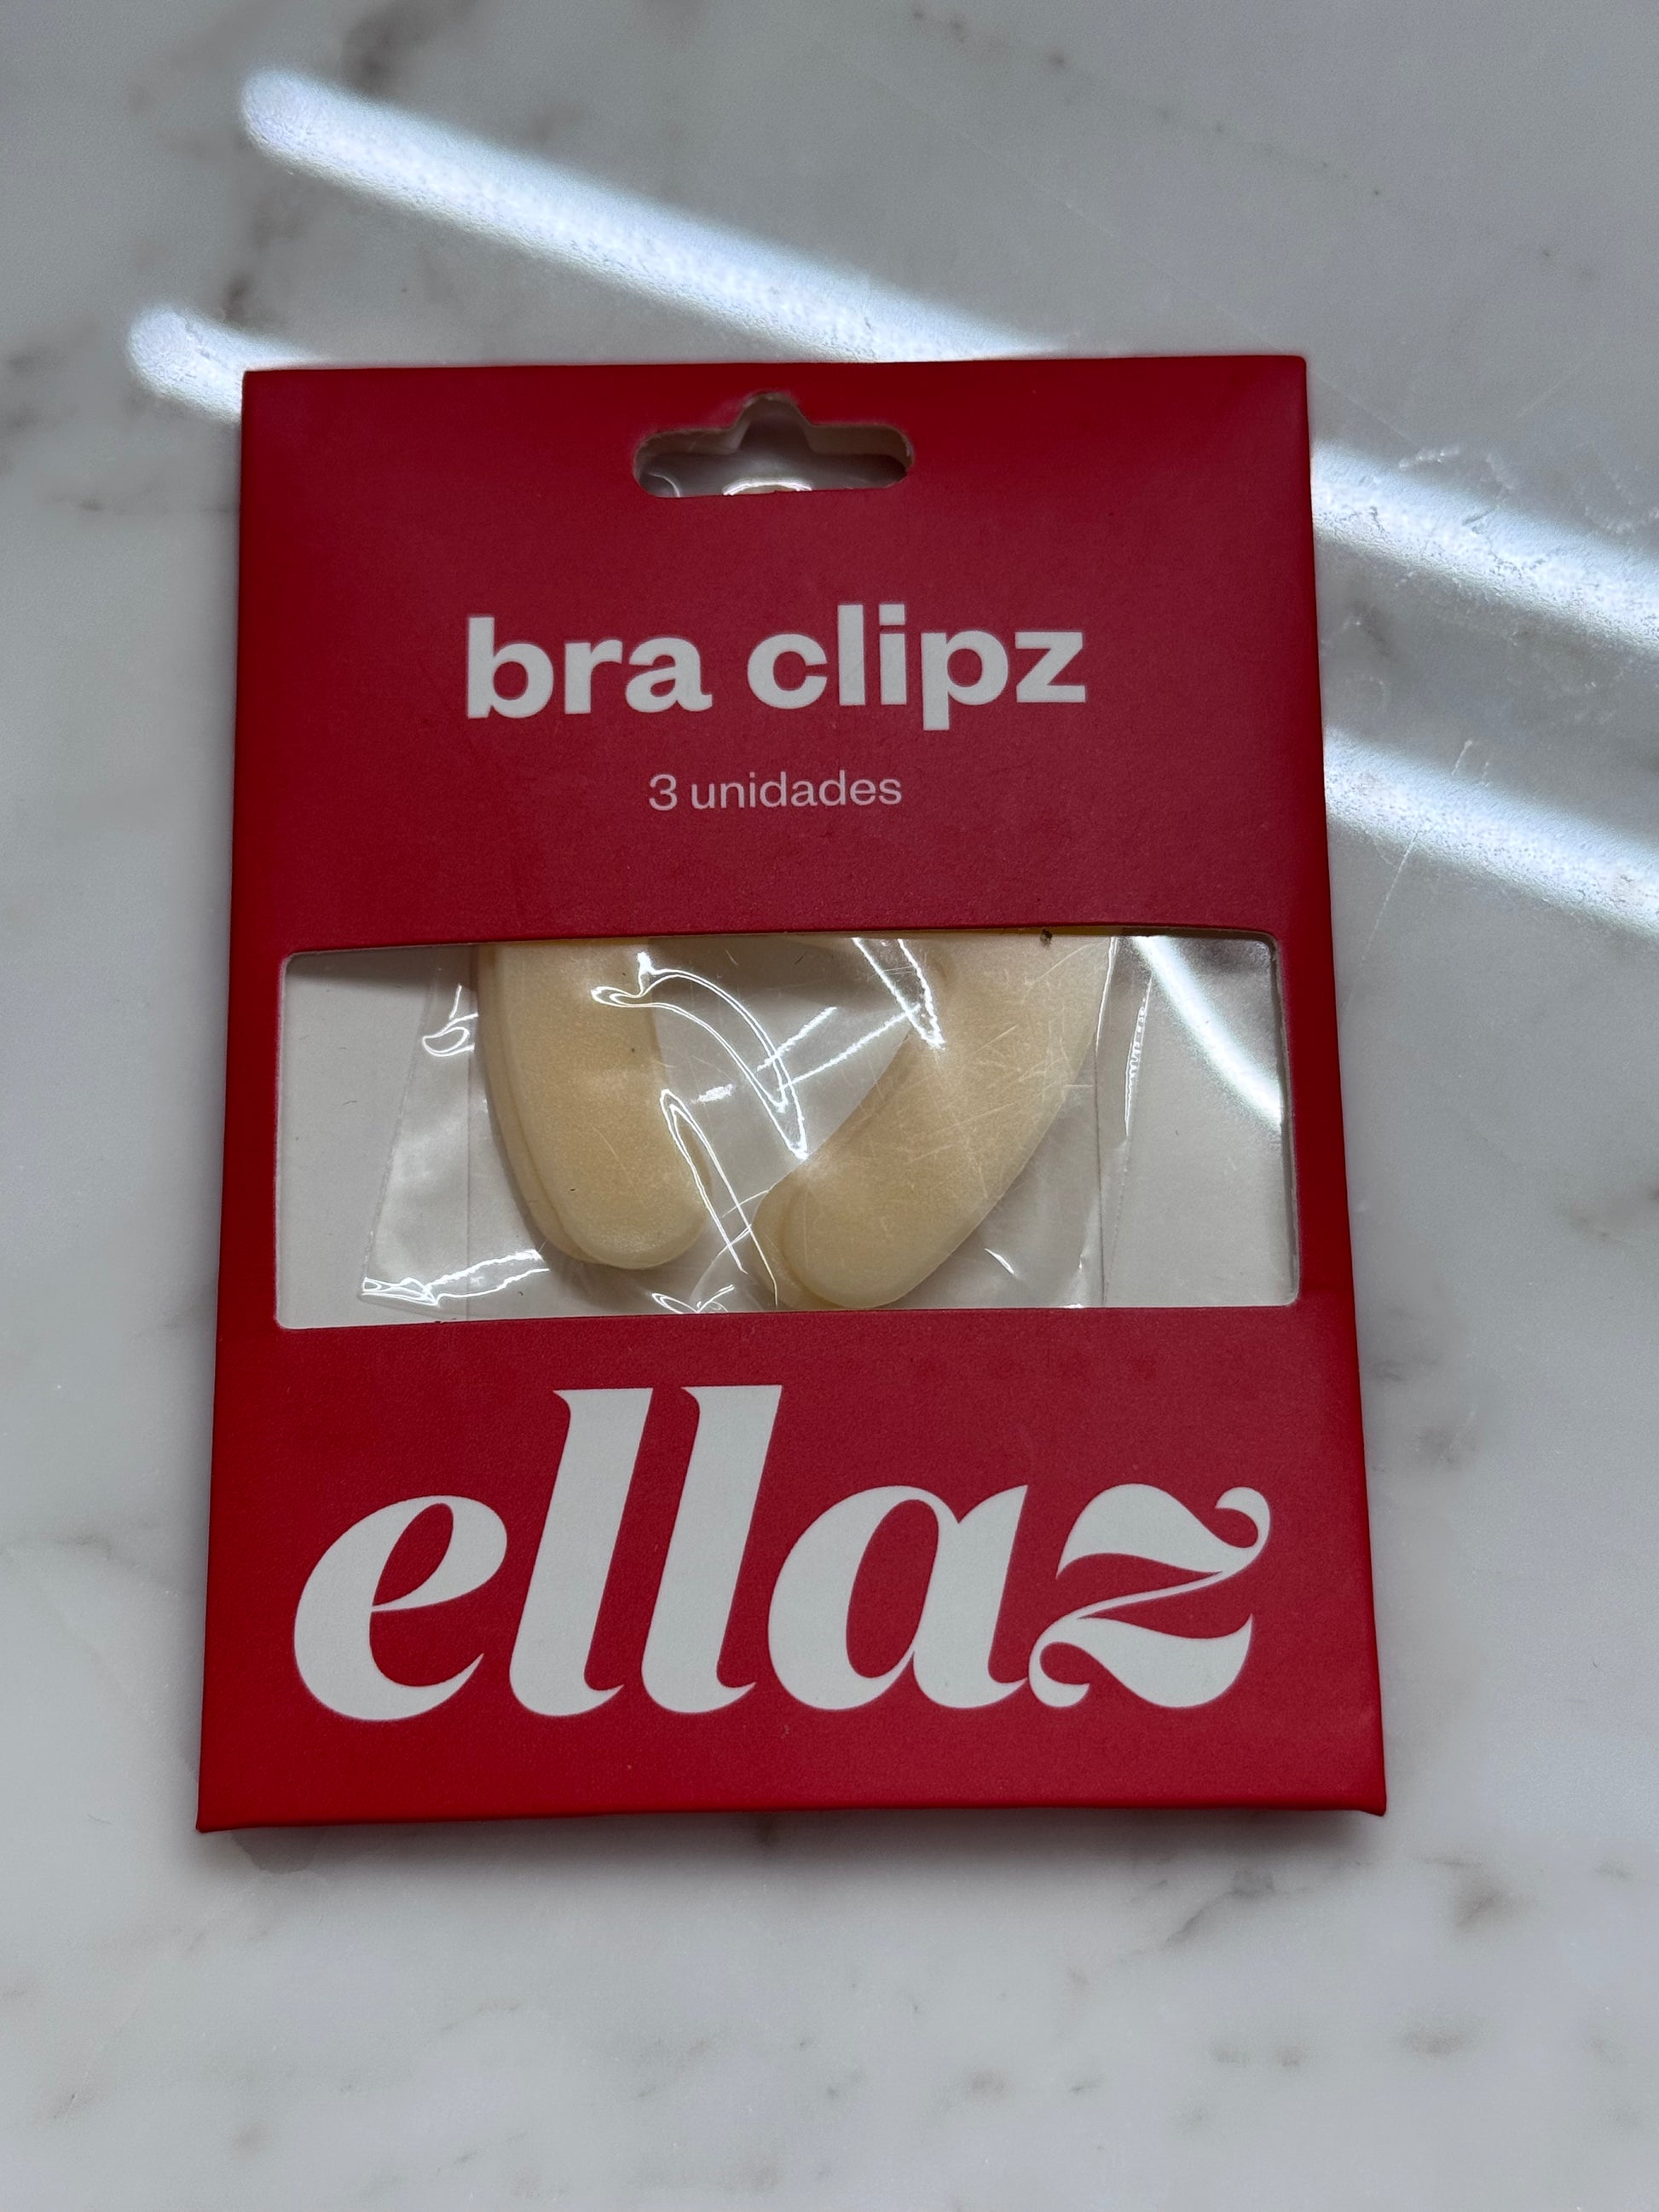 bra clipz
3 unidades
ellaz